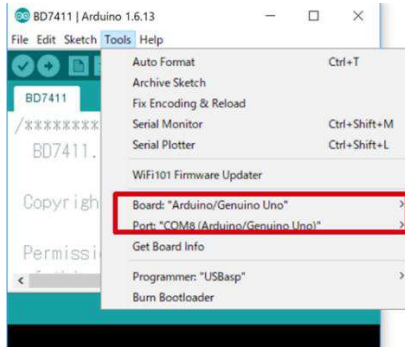 BD7411 | Arduino 1.6.13
File Edit Sketch Tools Help
Auto Format Ctrl+T
Archive Sketch
Fix Encoding & Reload
Serial Monitor Ctrl+Shift+M
Serial Plotter Ctrl+Shift+L
WiFi101 Firmware Updater
Board: "Arduino/Genuino Uno"
Port: "COM8 (Arduino/Genuino Uno)"
Get Board Info
Programmer: "USBasp"
Burn Bootloader
BD7411
/********
BD7411.
Copyrigh
Permissi